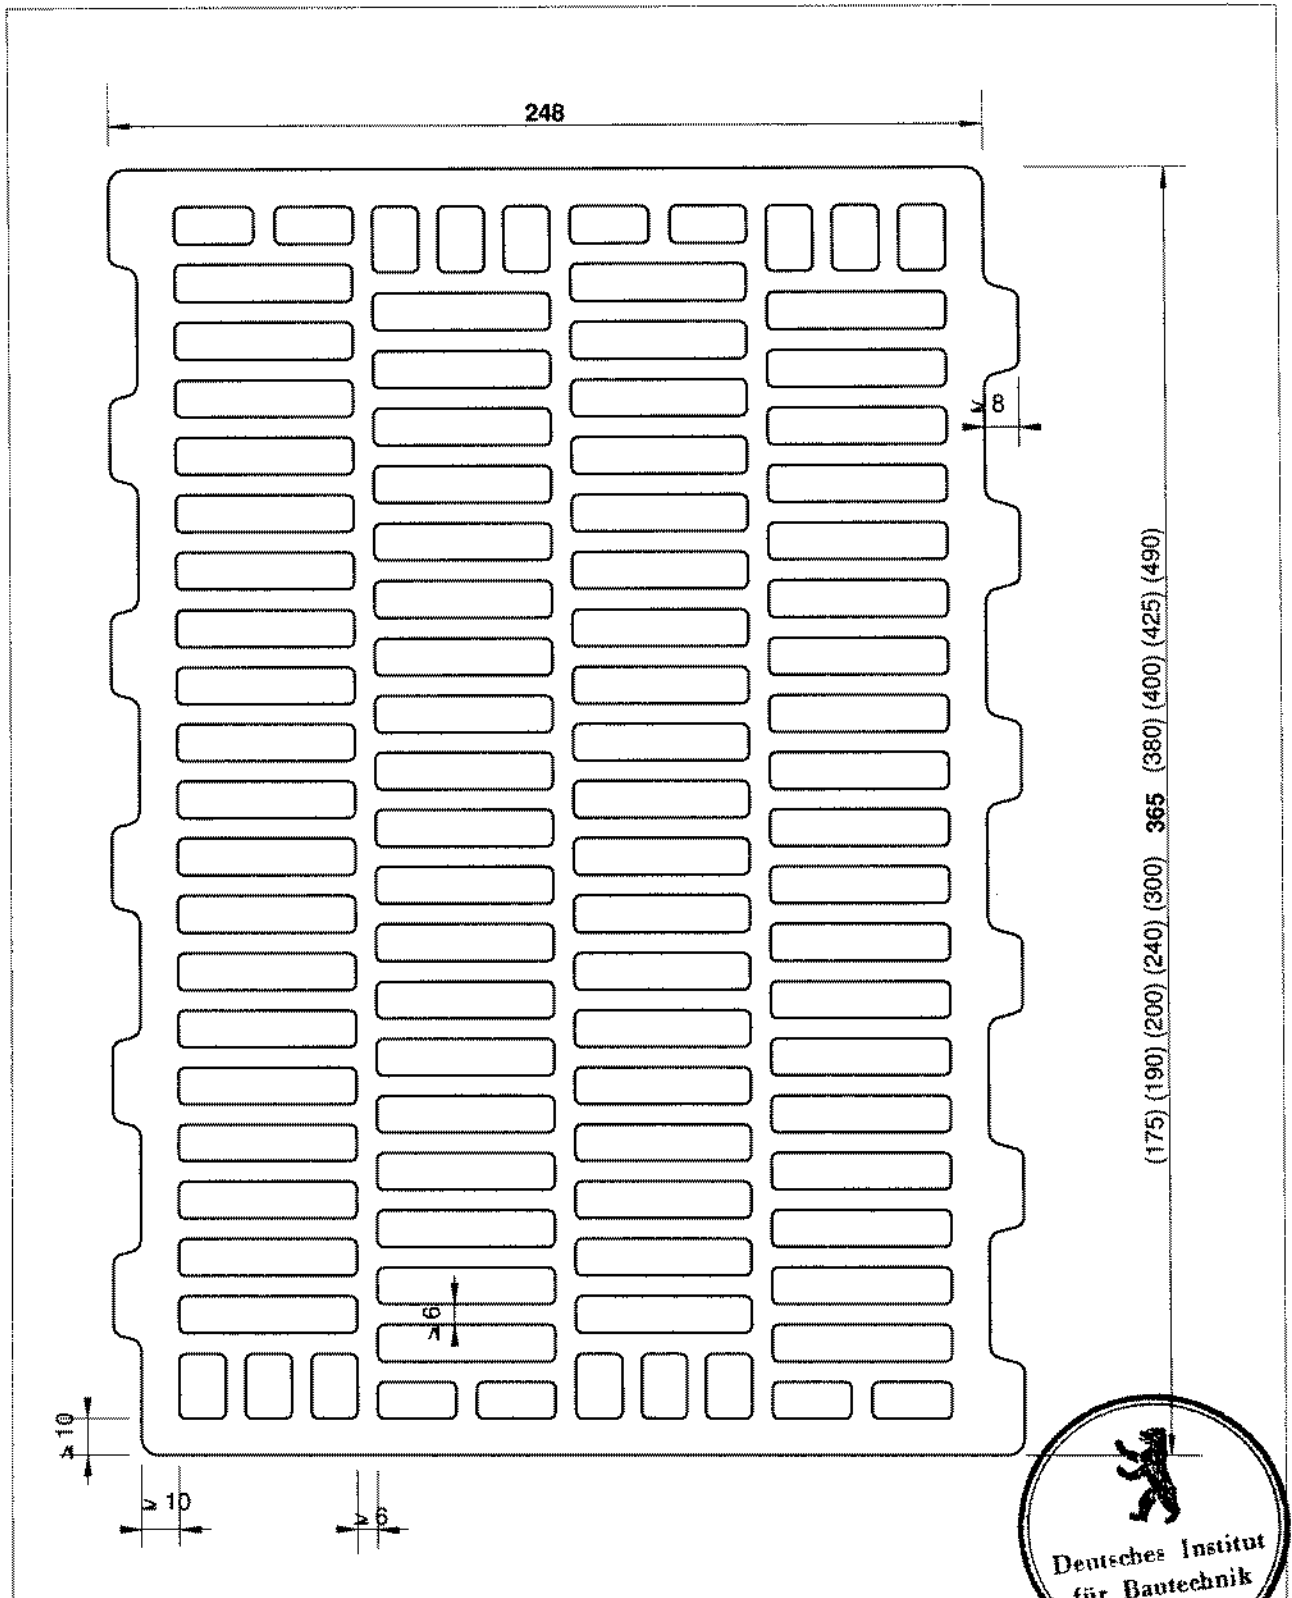 248
≥ 8
(175) (190) (200) (240) (300) 365 (380) (400) (425) (490)
≥ 6
≥ 10
≥ 10
≥ 6
Deutsches Institut
für Bautechnik